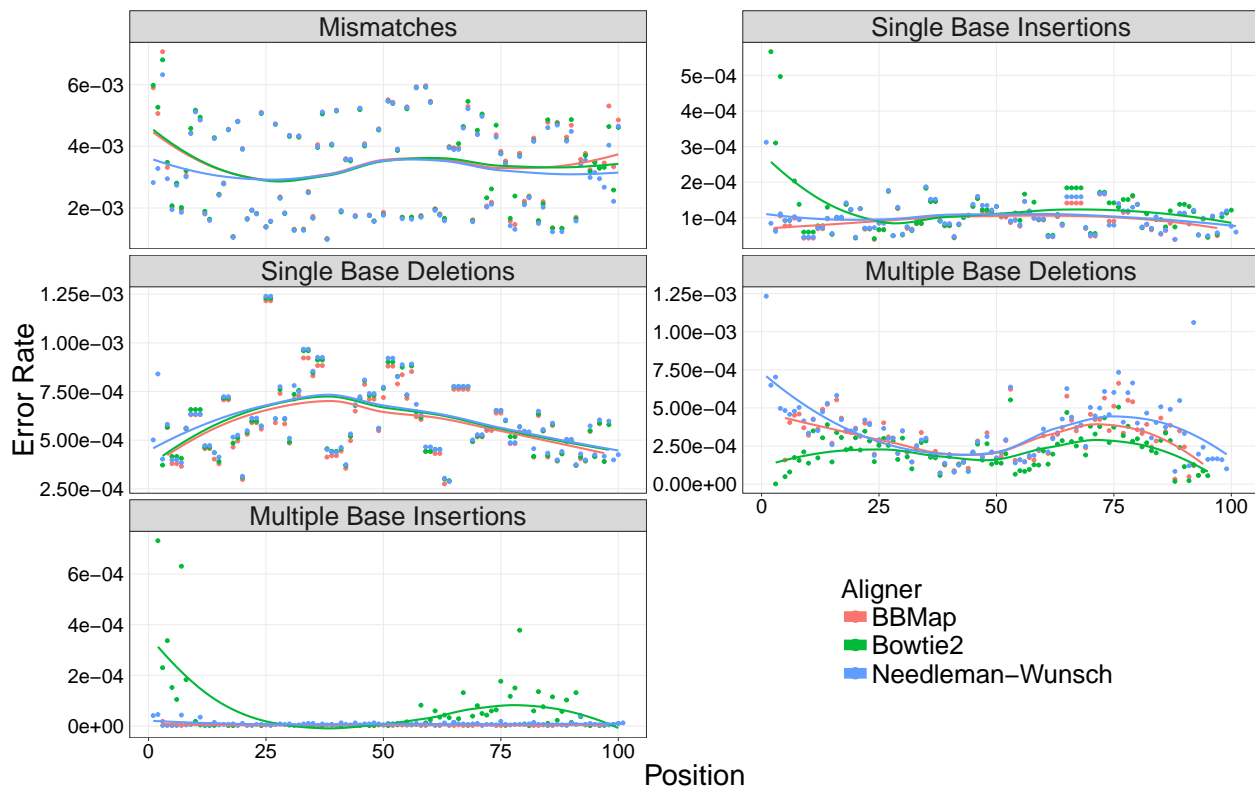 Mismatches
Single Base Insertions
6e−03
4e−03
2e−03
5e−04
4e−04
3e−04
2e−04
1e−04
Single Base Deletions
Multiple Base Deletions
1.25e−03
1.00e−03
7.50e−04
5.00e−04
2.50e−04
1.25e−03
1.00e−03
7.50e−04
5.00e−04
2.50e−04
0.00e+00
0 25 50 75 100
Multiple Base Insertions
6e−04
4e−04
2e−04
0e+00
0 25 50 75 100
Error Rate
Position
Aligner
BBMap
Bowtie2
Needleman−Wunsch